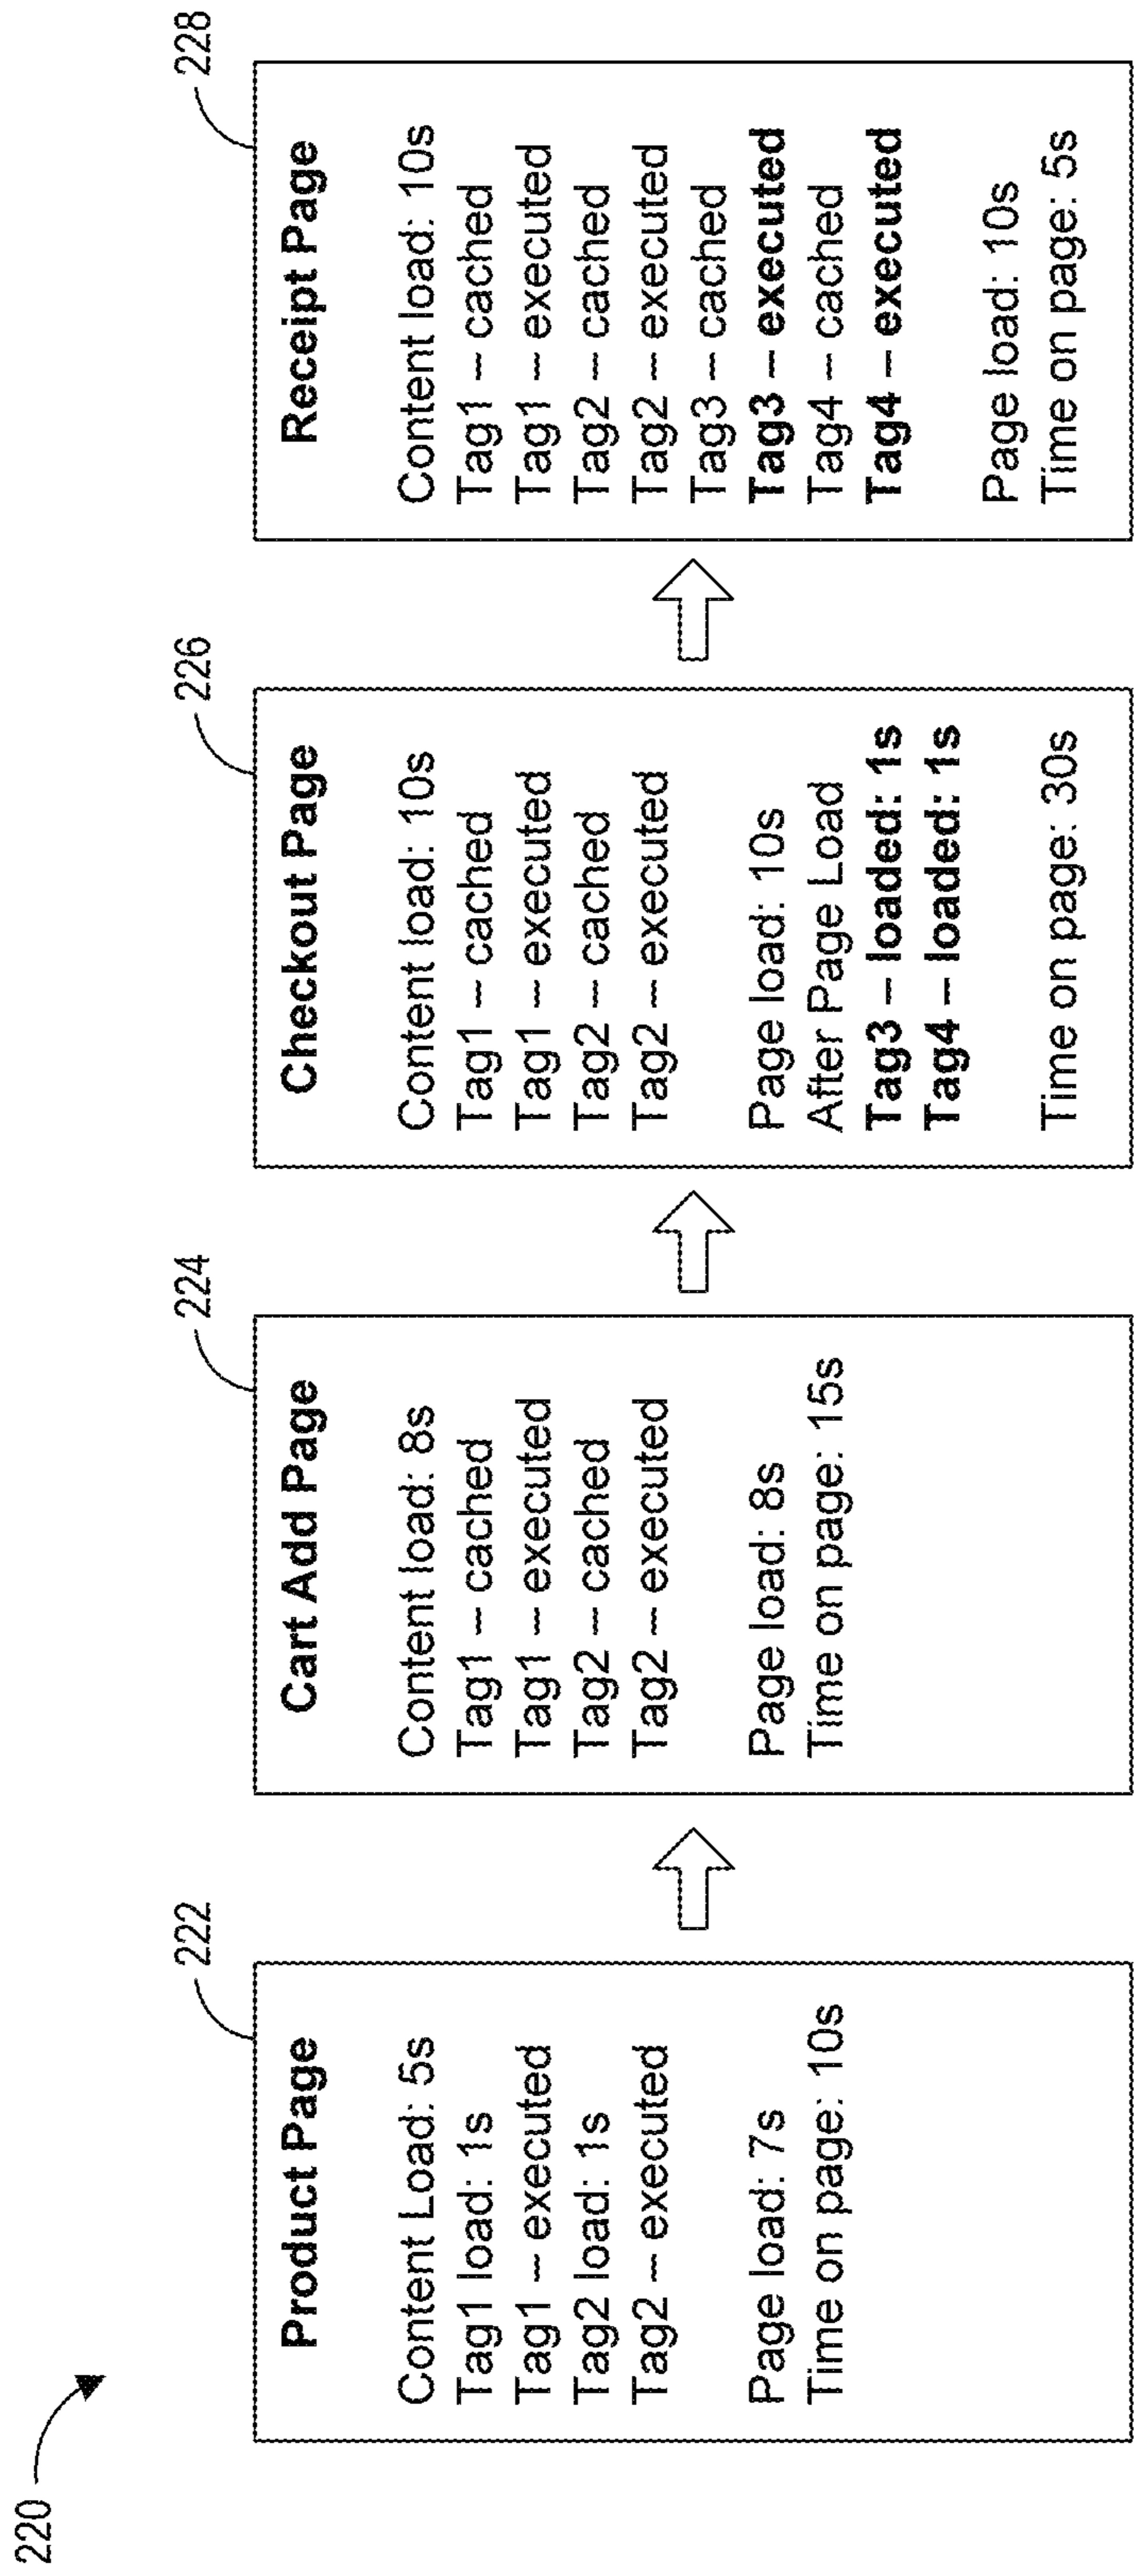 220
222
Product Page
Content Load: 5s
Tag1 load: 1s
Tag1 – executed
Tag2 load: 1s
Tag2 – executed
Page load: 7s
Time on page: 10s
224
Cart Add Page
Content load: 8s
Tag1 – cached
Tag1 – executed
Tag2 – cached
Tag2 – executed
Page load: 8s
Time on page: 15s
226
Checkout Page
Content load: 10s
Tag1 – cached
Tag1 – executed
Tag2 – cached
Tag2 – executed
Page load: 10s
After Page Load
Tag3 – loaded: 1s
Tag4 – loaded: 1s
Time on page: 30s
228
Receipt Page
Content load: 10s
Tag1 – cached
Tag1 – executed
Tag2 – cached
Tag2 – executed
Tag3 – cached
Tag3 – executed
Tag4 – cached
Tag4 – executed
Page load: 10s
Time on page: 5s